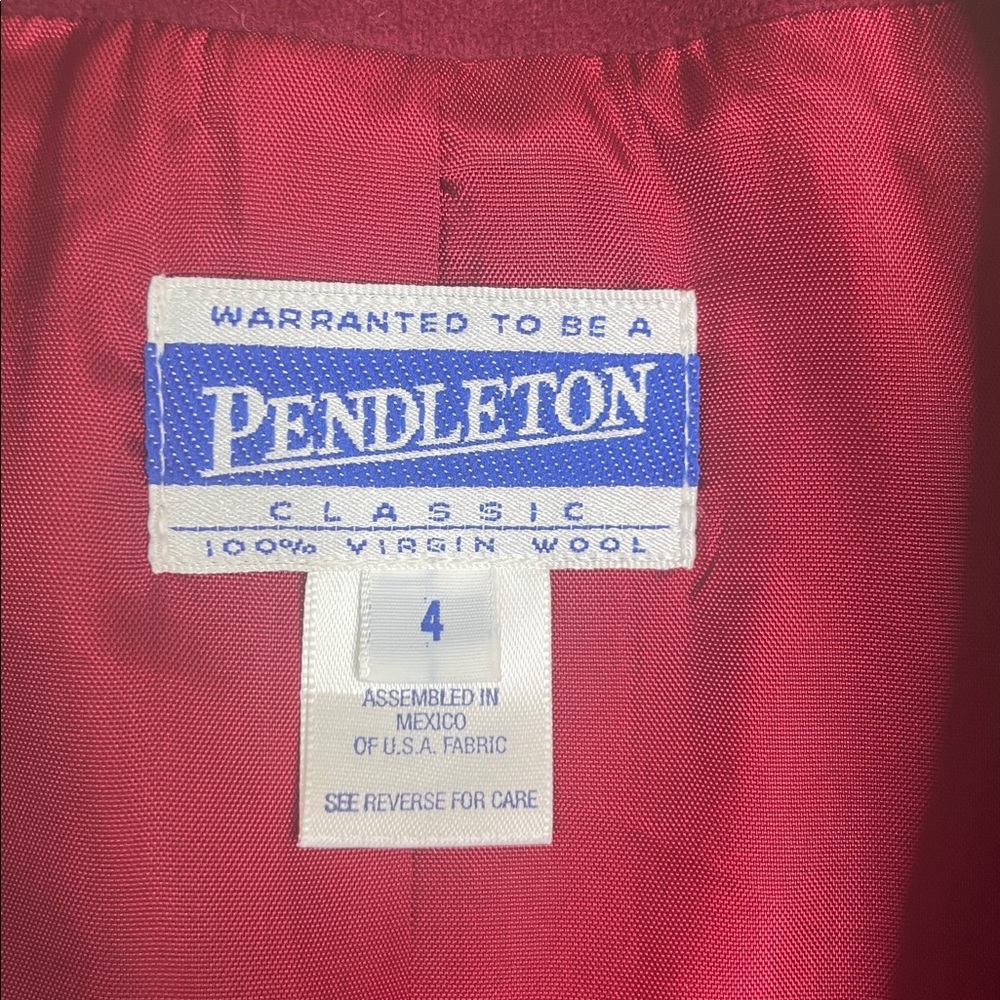 WARRANTED TO BE A
PENDLETON
CLASSIC
100% VIRGIN WOOL
4
ASSEMBLED IN
MEXICO
OF U.S.A. FABRIC
SEE REVERSE FOR CARE